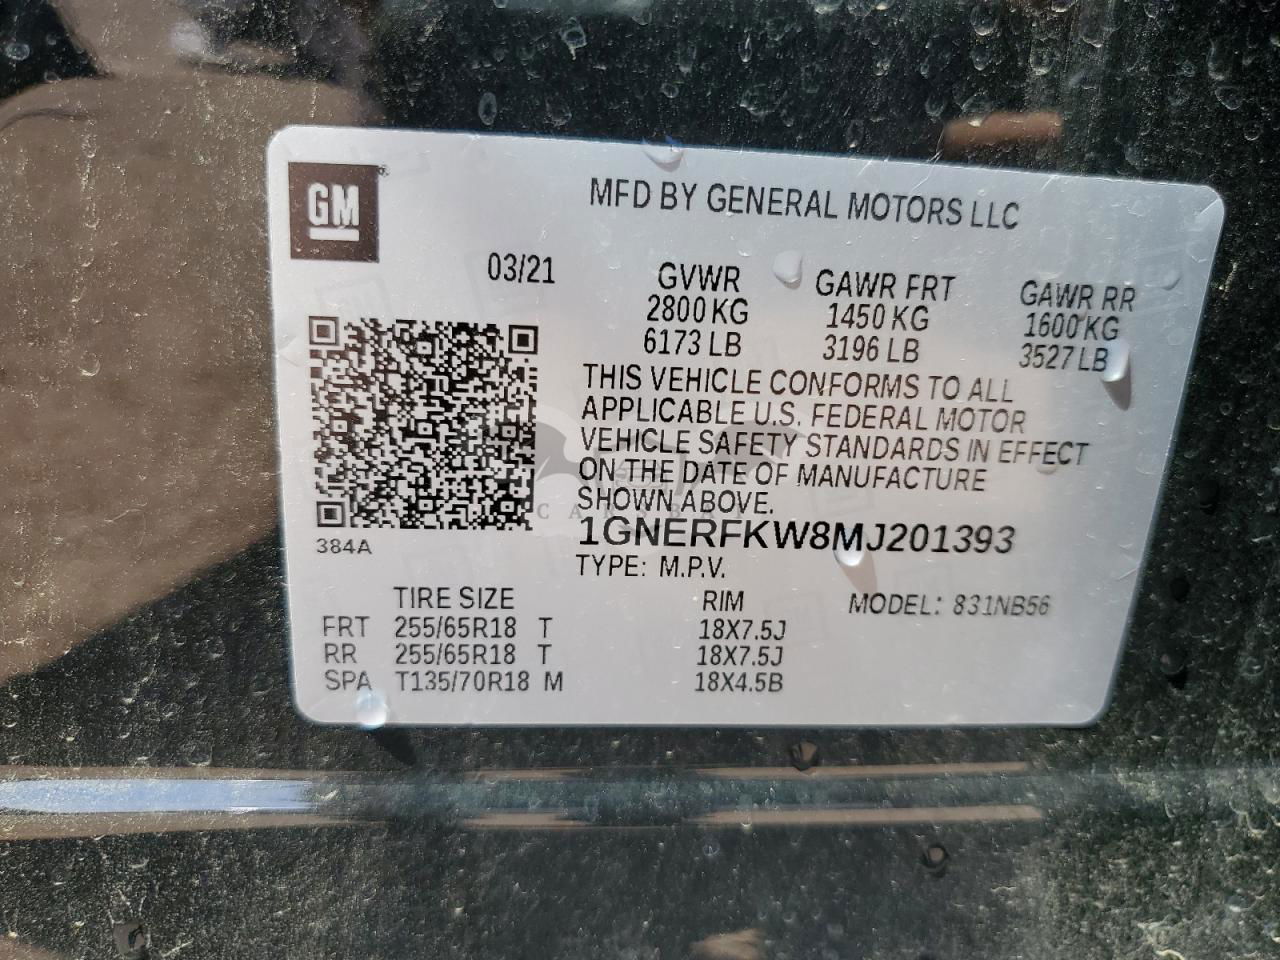 GM
MFD BY GENERAL MOTORS LLC
03/21
GVWR GAWR FRT GAWR RR
2800 KG 1450 KG 1600 KG
6173 LB 3196 LB 3527 LB
THIS VEHICLE CONFORMS TO ALL
APPLICABLE U.S. FEDERAL MOTOR
VEHICLE SAFETY STANDARDS IN EFFECT
ON THE DATE OF MANUFACTURE
SHOWN ABOVE.
1GNERFKW8MJ201393
384A
TYPE: M.P.V.
TIRE SIZE RIM MODEL: 831NB56
FRT 255/65R18 T 18X7.5J
RR 255/65R18 T 18X7.5J
SPA T135/70R18 M 18X4.5B